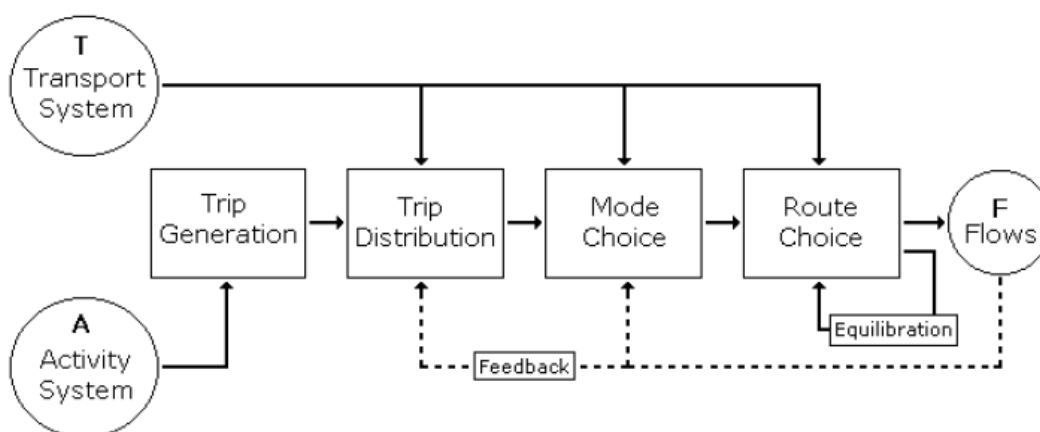 T
Transport
System
Trip
Generation
Trip
Distribution
Mode
Choice
Route
Choice
F
Flows
A
Activity
System
Equilibration
Feedback